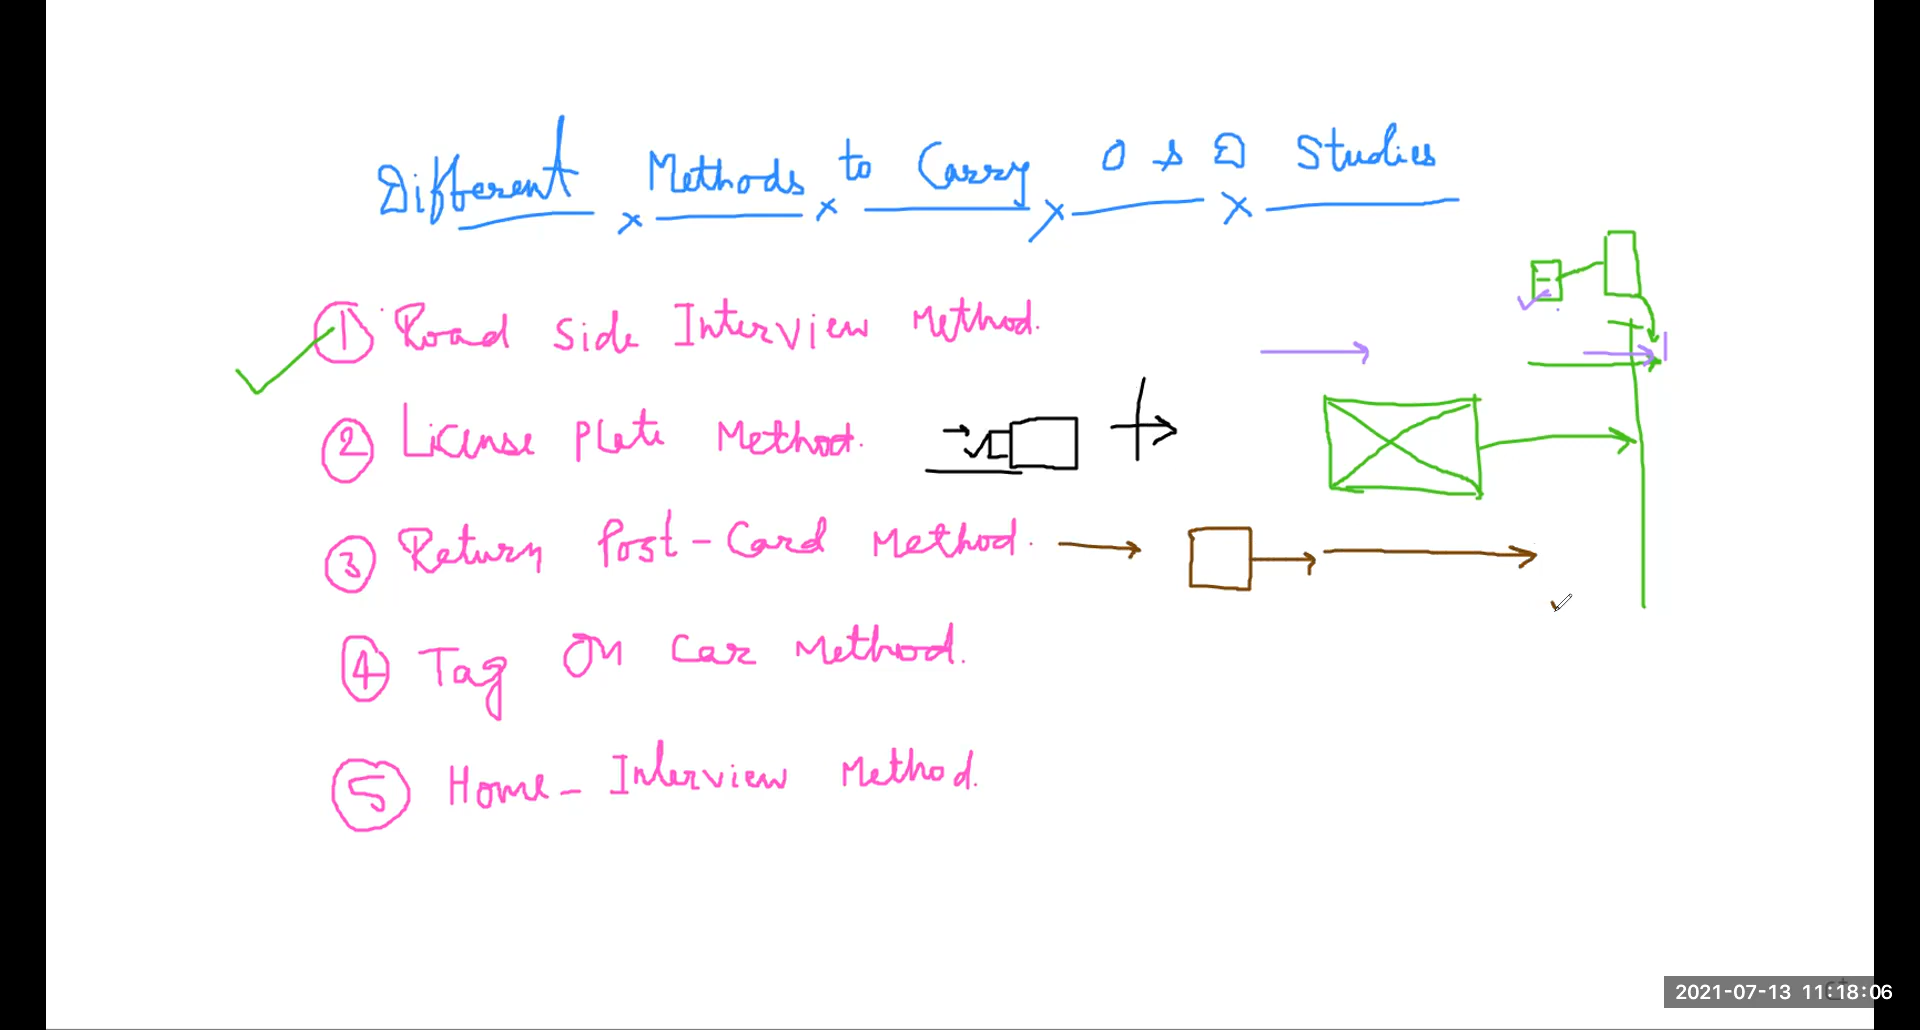 Different Methods to Carry O & D Studies
1 Road Side Interview Method.
2 License Plate Method.
3 Return Post-Card Method.
4 Tag On Car Method.
5 Home-Interview Method.
2021-07-13 11:18:06